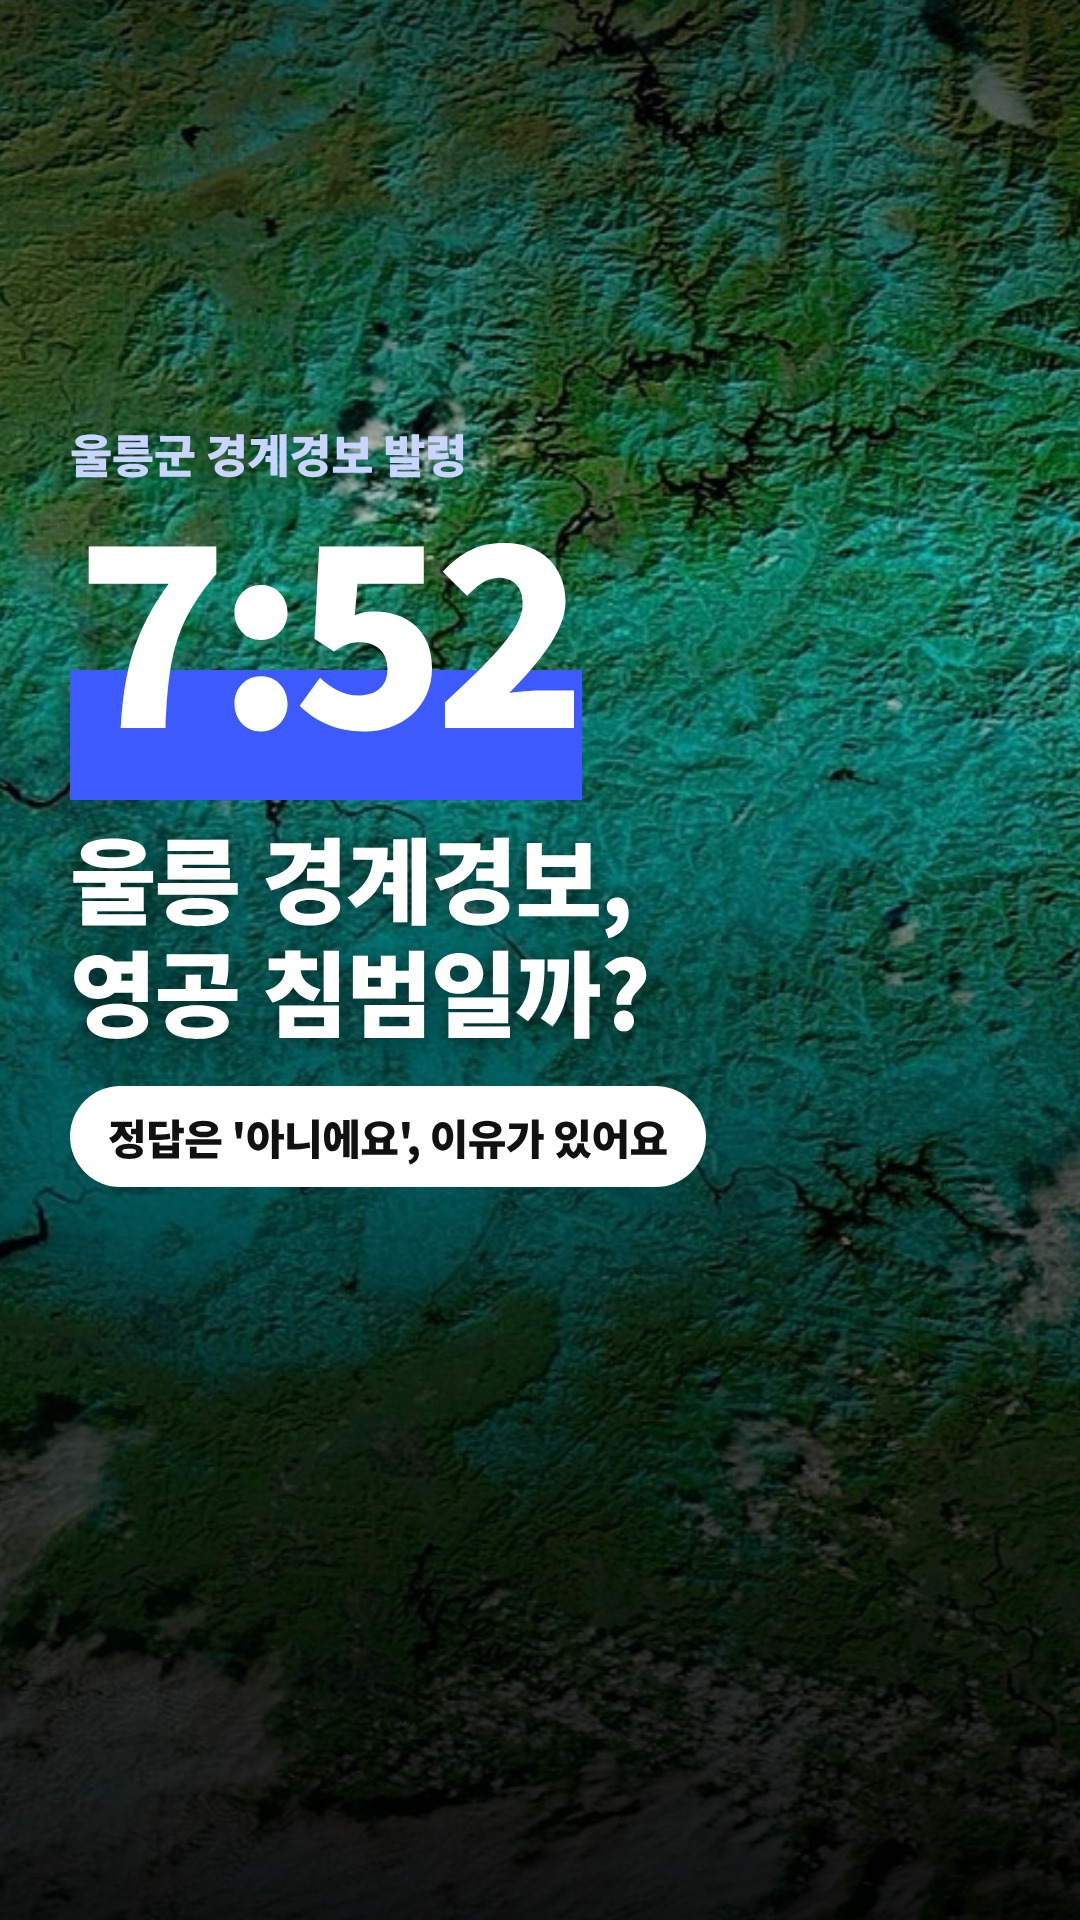 울릉군 경계경보 발령
7:52
울릉 경계경보,
영공 침범일까?
정답은 '아니에요', 이유가 있어요